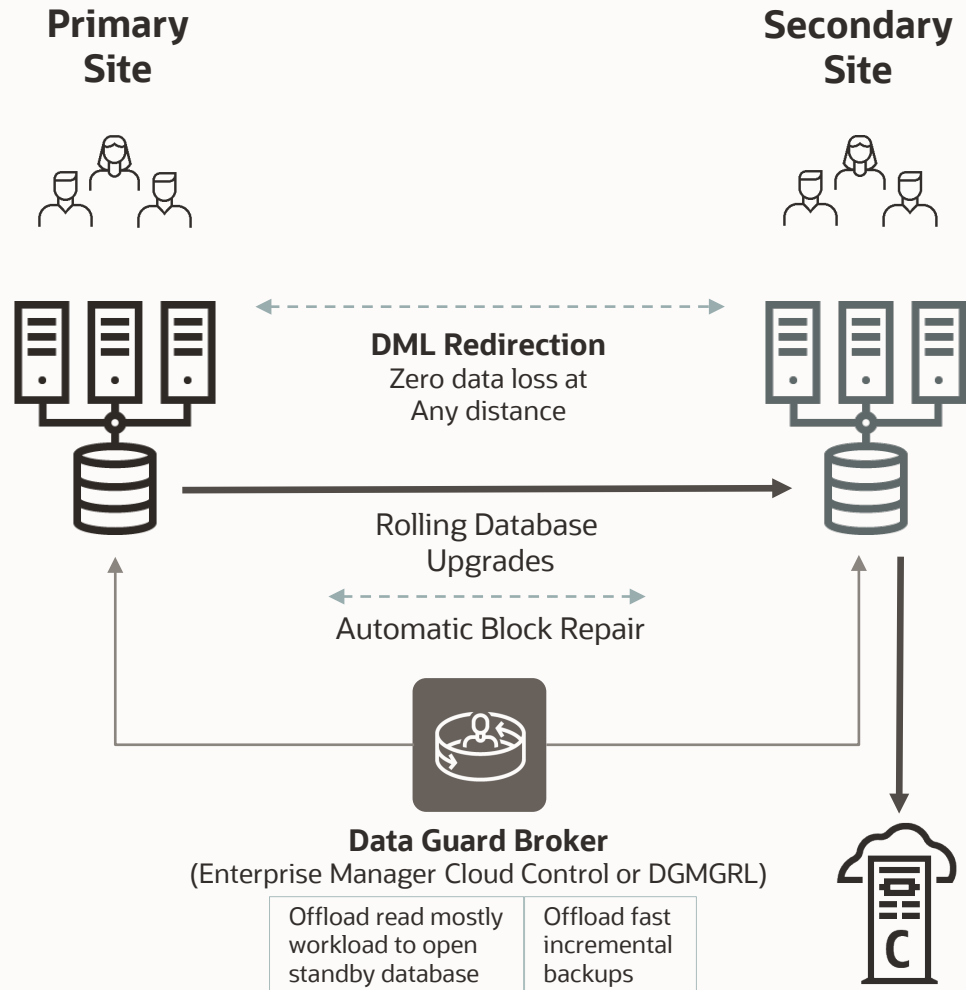 Primary
Site
Secondary
Site
DML Redirection
Zero data loss at
Any distance
Rolling Database
Upgrades
Automatic Block Repair
Data Guard Broker
(Enterprise Manager Cloud Control or DGMGRL)
Offload read mostly
workload to open
standby database
Offload fast
incremental
backups
C